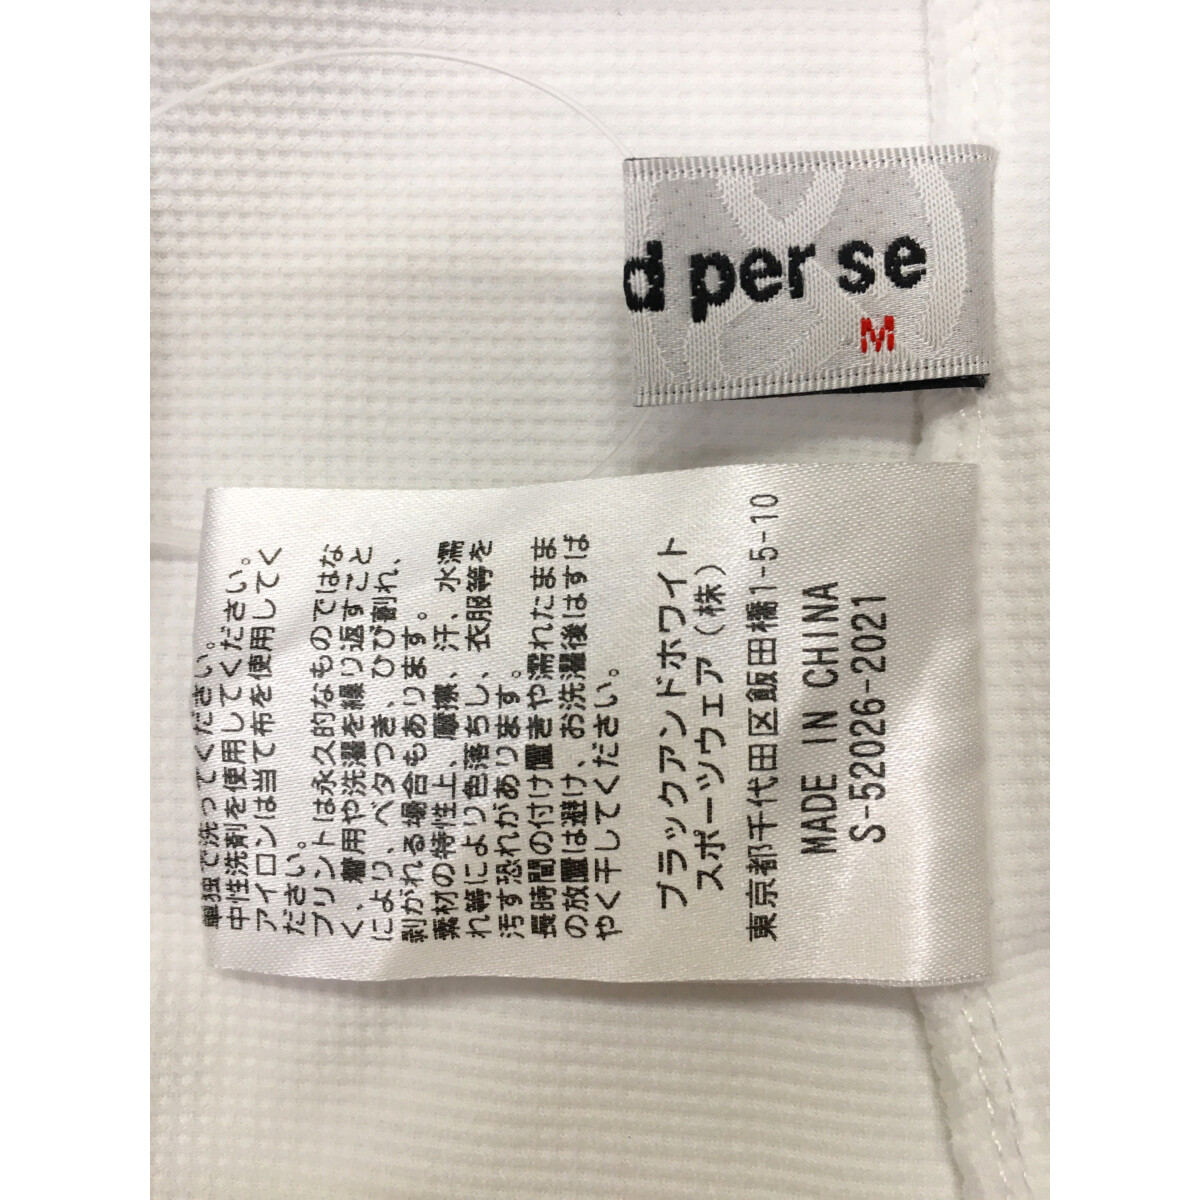 d per se
M
単独で洗ってください。
中性洗剤を使用してください。
アイロンは当て布を使用してく
ださい。
プリントは永久的なものではな
く、着用や洗濯を繰り返すこと
により、ベタつき、ひび割れ、
剥がれる場合もあります。
素材の特性上、摩擦、汗、水濡
れ等により色落ちし、衣服等を
汚す恐れがあります。
長時間の付け置きや濡れたまま
の放置は避け、お洗濯後はすば
やく干してください。
ブラックアンドホワイト
スポーツウェア(株)
東京都千代田区飯田橋1-5-10
MADE IN CHINA
S-52026-2021